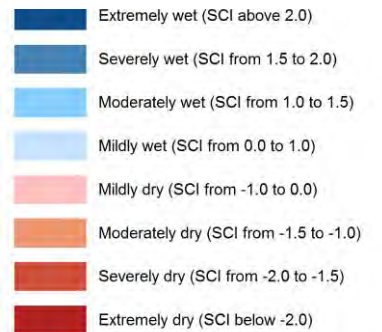 Extremely wet (SCI above 2.0)
Severely wet (SCI from 1.5 to 2.0)
Moderately wet (SCI from 1.0 to 1.5)
Mildly wet (SCI from 0.0 to 1.0)
Mildly dry (SCI from -1.0 to 0.0)
Moderately dry (SCI from -1.5 to -1.0)
Severely dry (SCI from -2.0 to -1.5)
Extremely dry (SCI below -2.0)